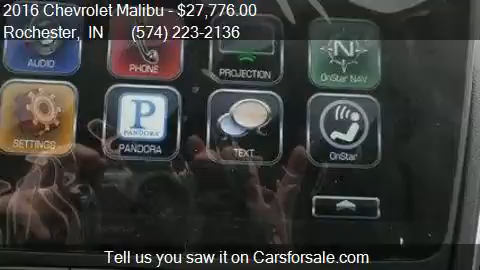 2016 Chevrolet Malibu - $27,776.00
Rochester, IN (574) 223-2136
AUDIO PHONE PROJECTION OnStar NAV
N
P
PANDORA
SETTINGS PANDORA TEXT OnStar
Tell us you saw it on Carsforsale.com